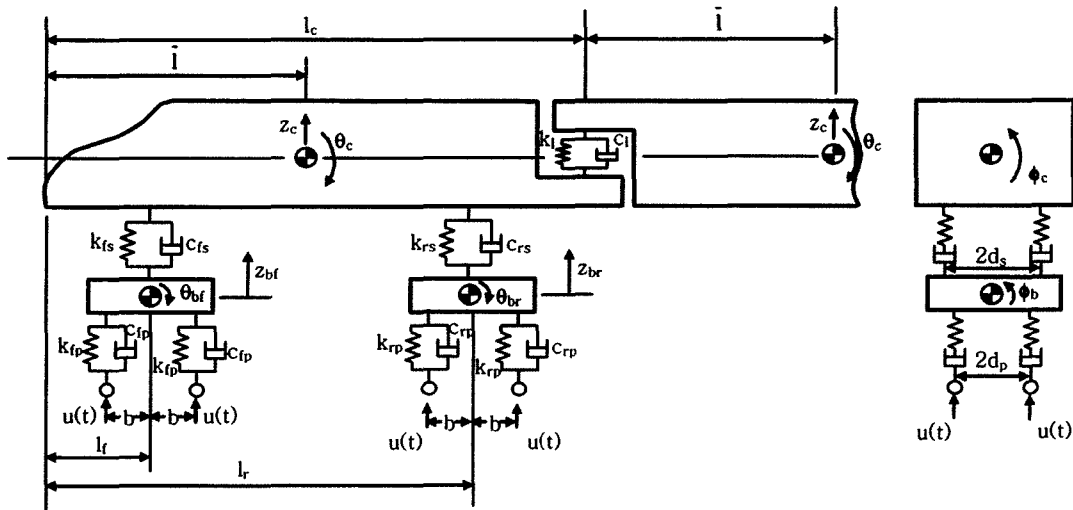 l_c
l̄
l̄
z_c
θ_c
k_l
c_l
z_c
θ_c
ϕ_c
k_fs
c_fs
k_rs
c_rs
2d_s
z_bf
z_br
θ_bf
θ_br
ϕ_b
k_fp
c_fp
k_fp
c_fp
k_rp
c_rp
k_rp
c_rp
2d_p
u(t)
b
b
u(t)
u(t)
b
b
u(t)
u(t)
u(t)
l_f
l_r